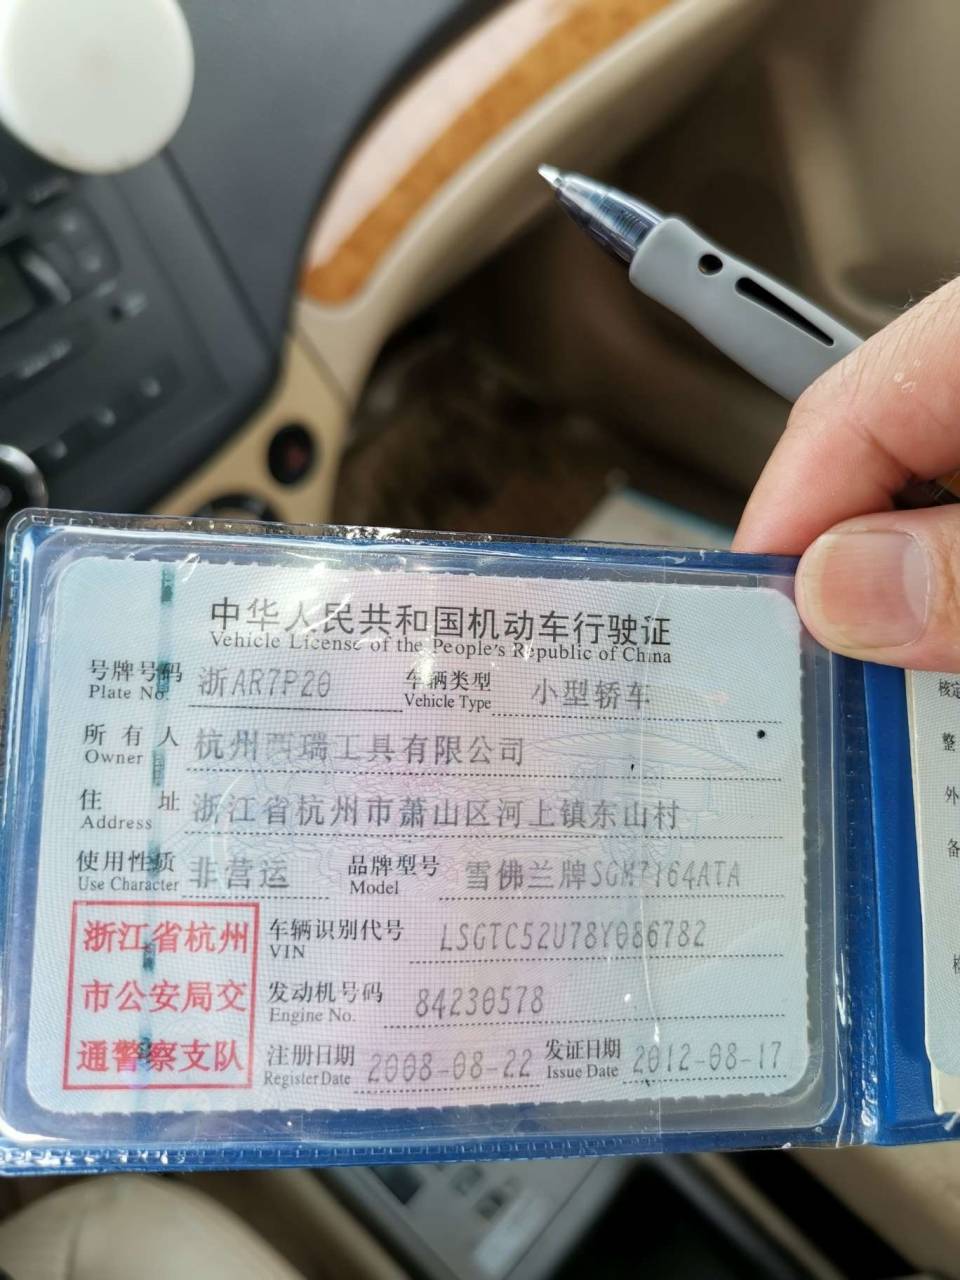 中华人民共和国机动车行驶证
Vehicle License of the People's Republic of China
号牌号码 浙AR7P20 车辆类型 小型轿车
Plate No. Vehicle Type
所有人 杭州西瑞工具有限公司
Owner
住址 浙江省杭州市萧山区河上镇东山村
Address
使用性质 非营运 品牌型号 雪佛兰牌SGM7164ATA
Use Character Model
浙江省杭州
市公安局交
通警察支队
车辆识别代号 LSGTC52U78Y086782
VIN
发动机号码 84230578
Engine No.
注册日期 2008-08-22 发证日期 2012-08-17
Register Date Issue Date
核定
整
外
备